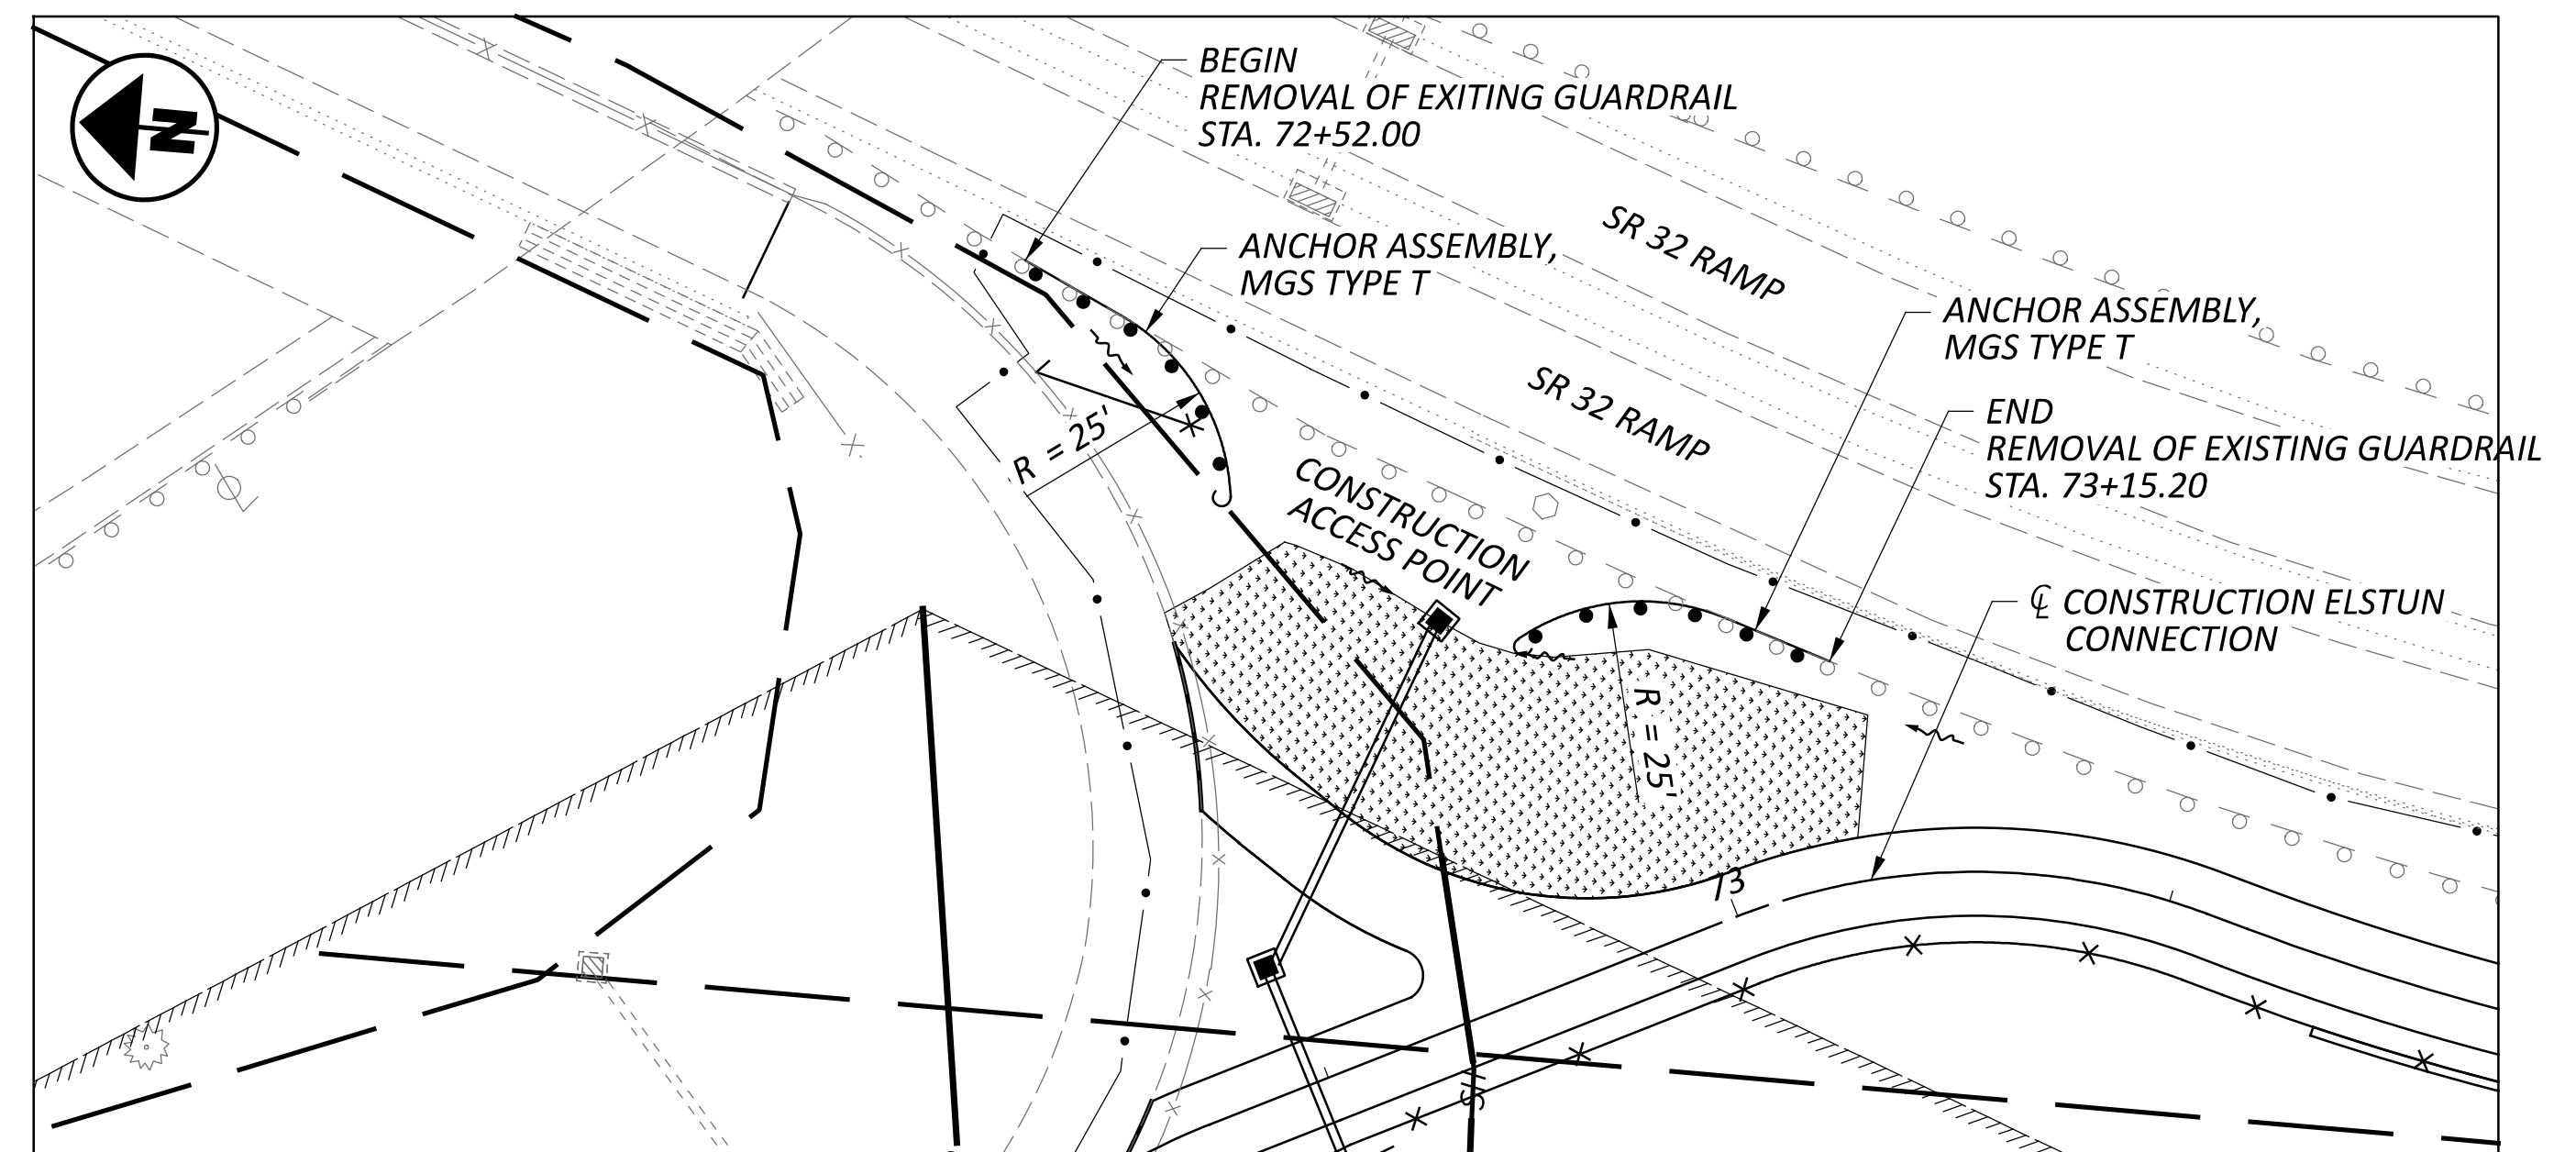 N
BEGIN
REMOVAL OF EXITING GUARDRAIL
STA. 72+52.00
ANCHOR ASSEMBLY,
MGS TYPE T
SR 32 RAMP
SR 32 RAMP
ANCHOR ASSEMBLY,
MGS TYPE T
END
REMOVAL OF EXISTING GUARDRAIL
STA. 73+15.20
R = 25'
CONSTRUCTION
ACCESS POINT
℄ CONSTRUCTION ELSTUN
CONNECTION
R = 25'
73